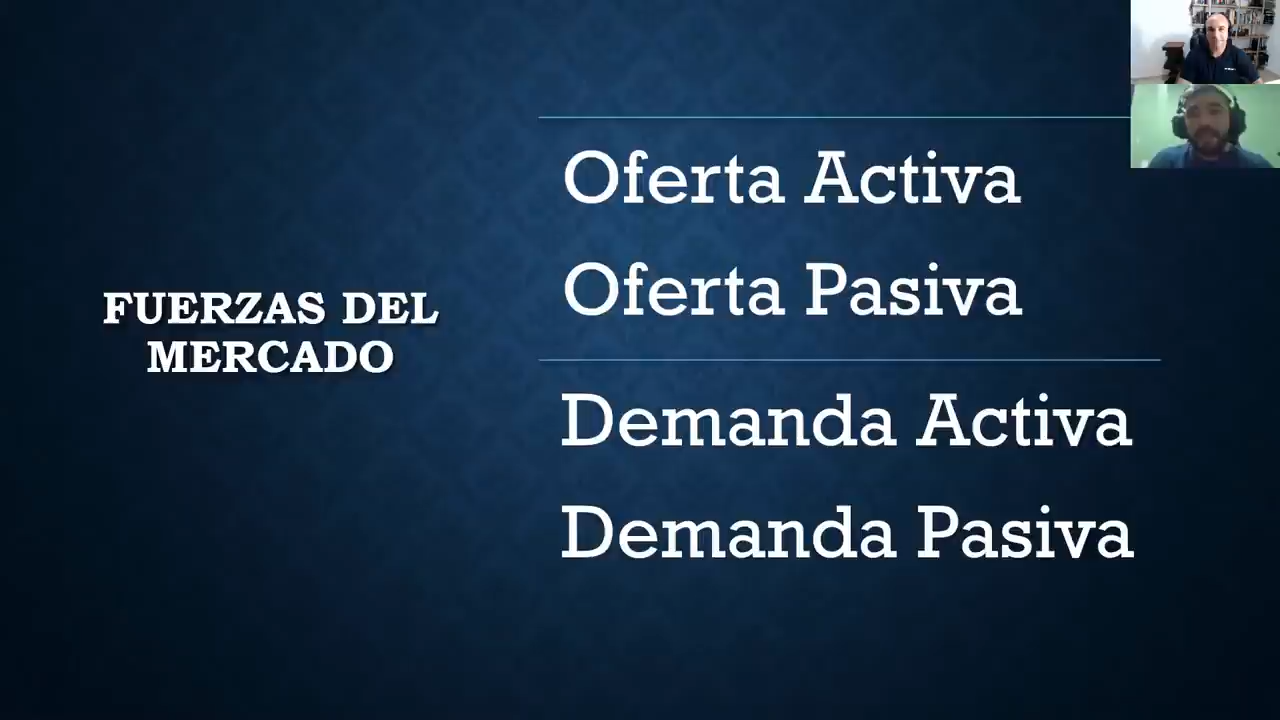 FUERZAS DEL
MERCADO
Oferta Activa
Oferta Pasiva
Demanda Activa
Demanda Pasiva